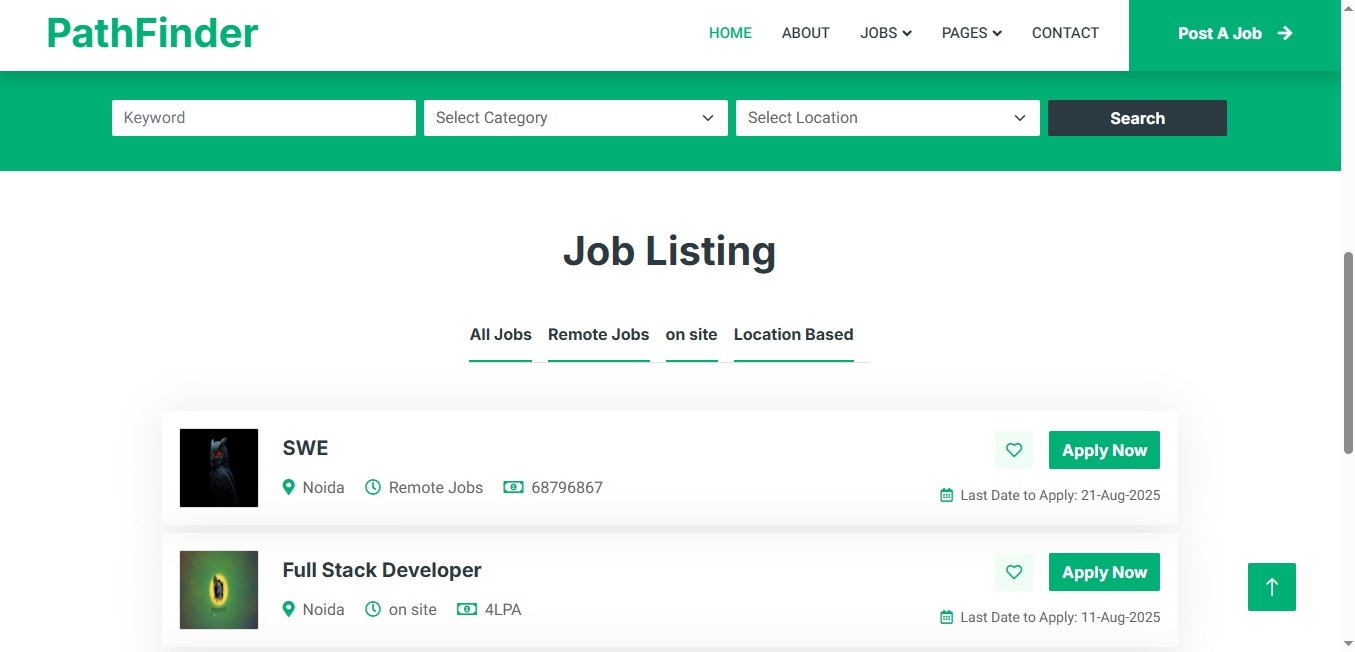 PathFinder
HOME ABOUT JOBS PAGES CONTACT Post A Job
Keyword Select Category Select Location Search
Job Listing
All Jobs Remote Jobs on site Location Based
SWE
Apply Now
Noida Remote Jobs 68796867
Last Date to Apply: 21-Aug-2025
Full Stack Developer
Apply Now
Noida on site 4LPA
Last Date to Apply: 11-Aug-2025